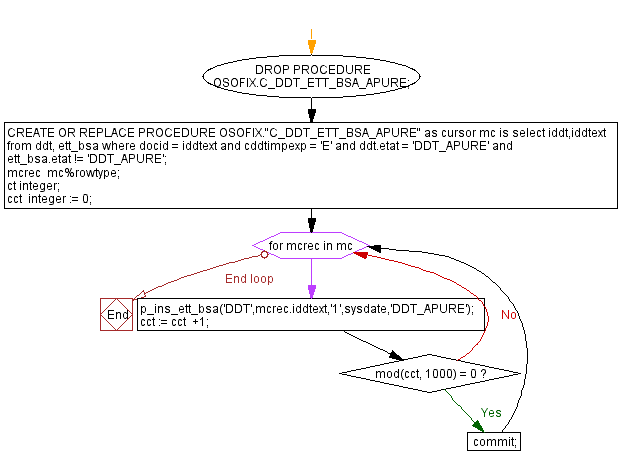 DROP PROCEDURE
OSOFIX.C_DDT_ETT_BSA_APURE;
CREATE OR REPLACE PROCEDURE OSOFIX."C_DDT_ETT_BSA_APURE" as cursor mc is select iddt,iddtext
from ddt, ett_bsa where docid = iddtext and cddtimpexp = 'E' and ddt.etat = 'DDT_APURE' and
ett_bsa.etat != 'DDT_APURE';
mcrec  mc%rowtype;
ct integer;
cct  integer := 0;
for mcrec in mc
End loop
End
p_ins_ett_bsa('DDT',mcrec.iddtext,'1',sysdate,'DDT_APURE');
cct := cct  +1;
No
mod(cct, 1000) = 0 ?
Yes
commit;